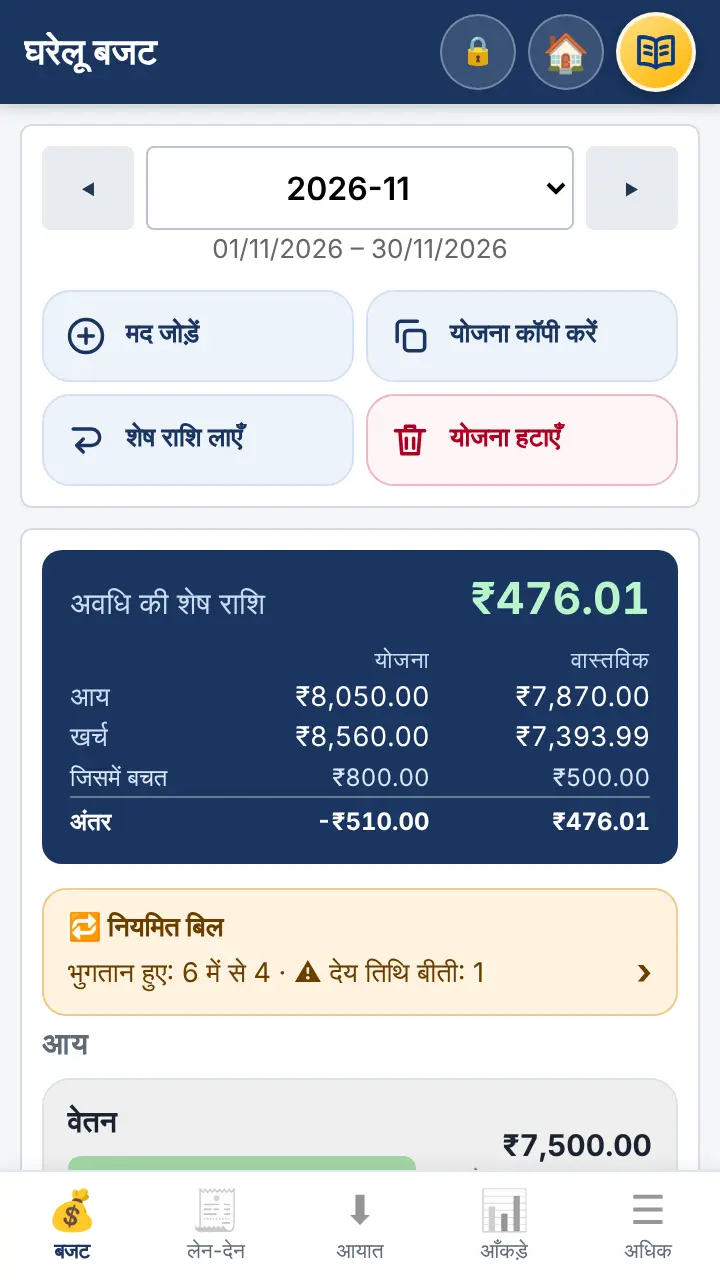 घरेलू बजट
2026-11
01/11/2026 – 30/11/2026
मद जोड़ें
योजना कॉपी करें
शेष राशि लाएँ
योजना हटाएँ
अवधि की शेष राशि ₹476.01
योजना वास्तविक
आय ₹8,050.00 ₹7,870.00
खर्च ₹8,560.00 ₹7,393.99
जिसमें बचत ₹800.00 ₹500.00
अंतर -₹510.00 ₹476.01
नियमित बिल
भुगतान हुए: 6 में से 4 · ⚠ देय तिथि बीती: 1
आय
वेतन
₹7,500.00
बजट लेन-देन आयात आँकड़े अधिक